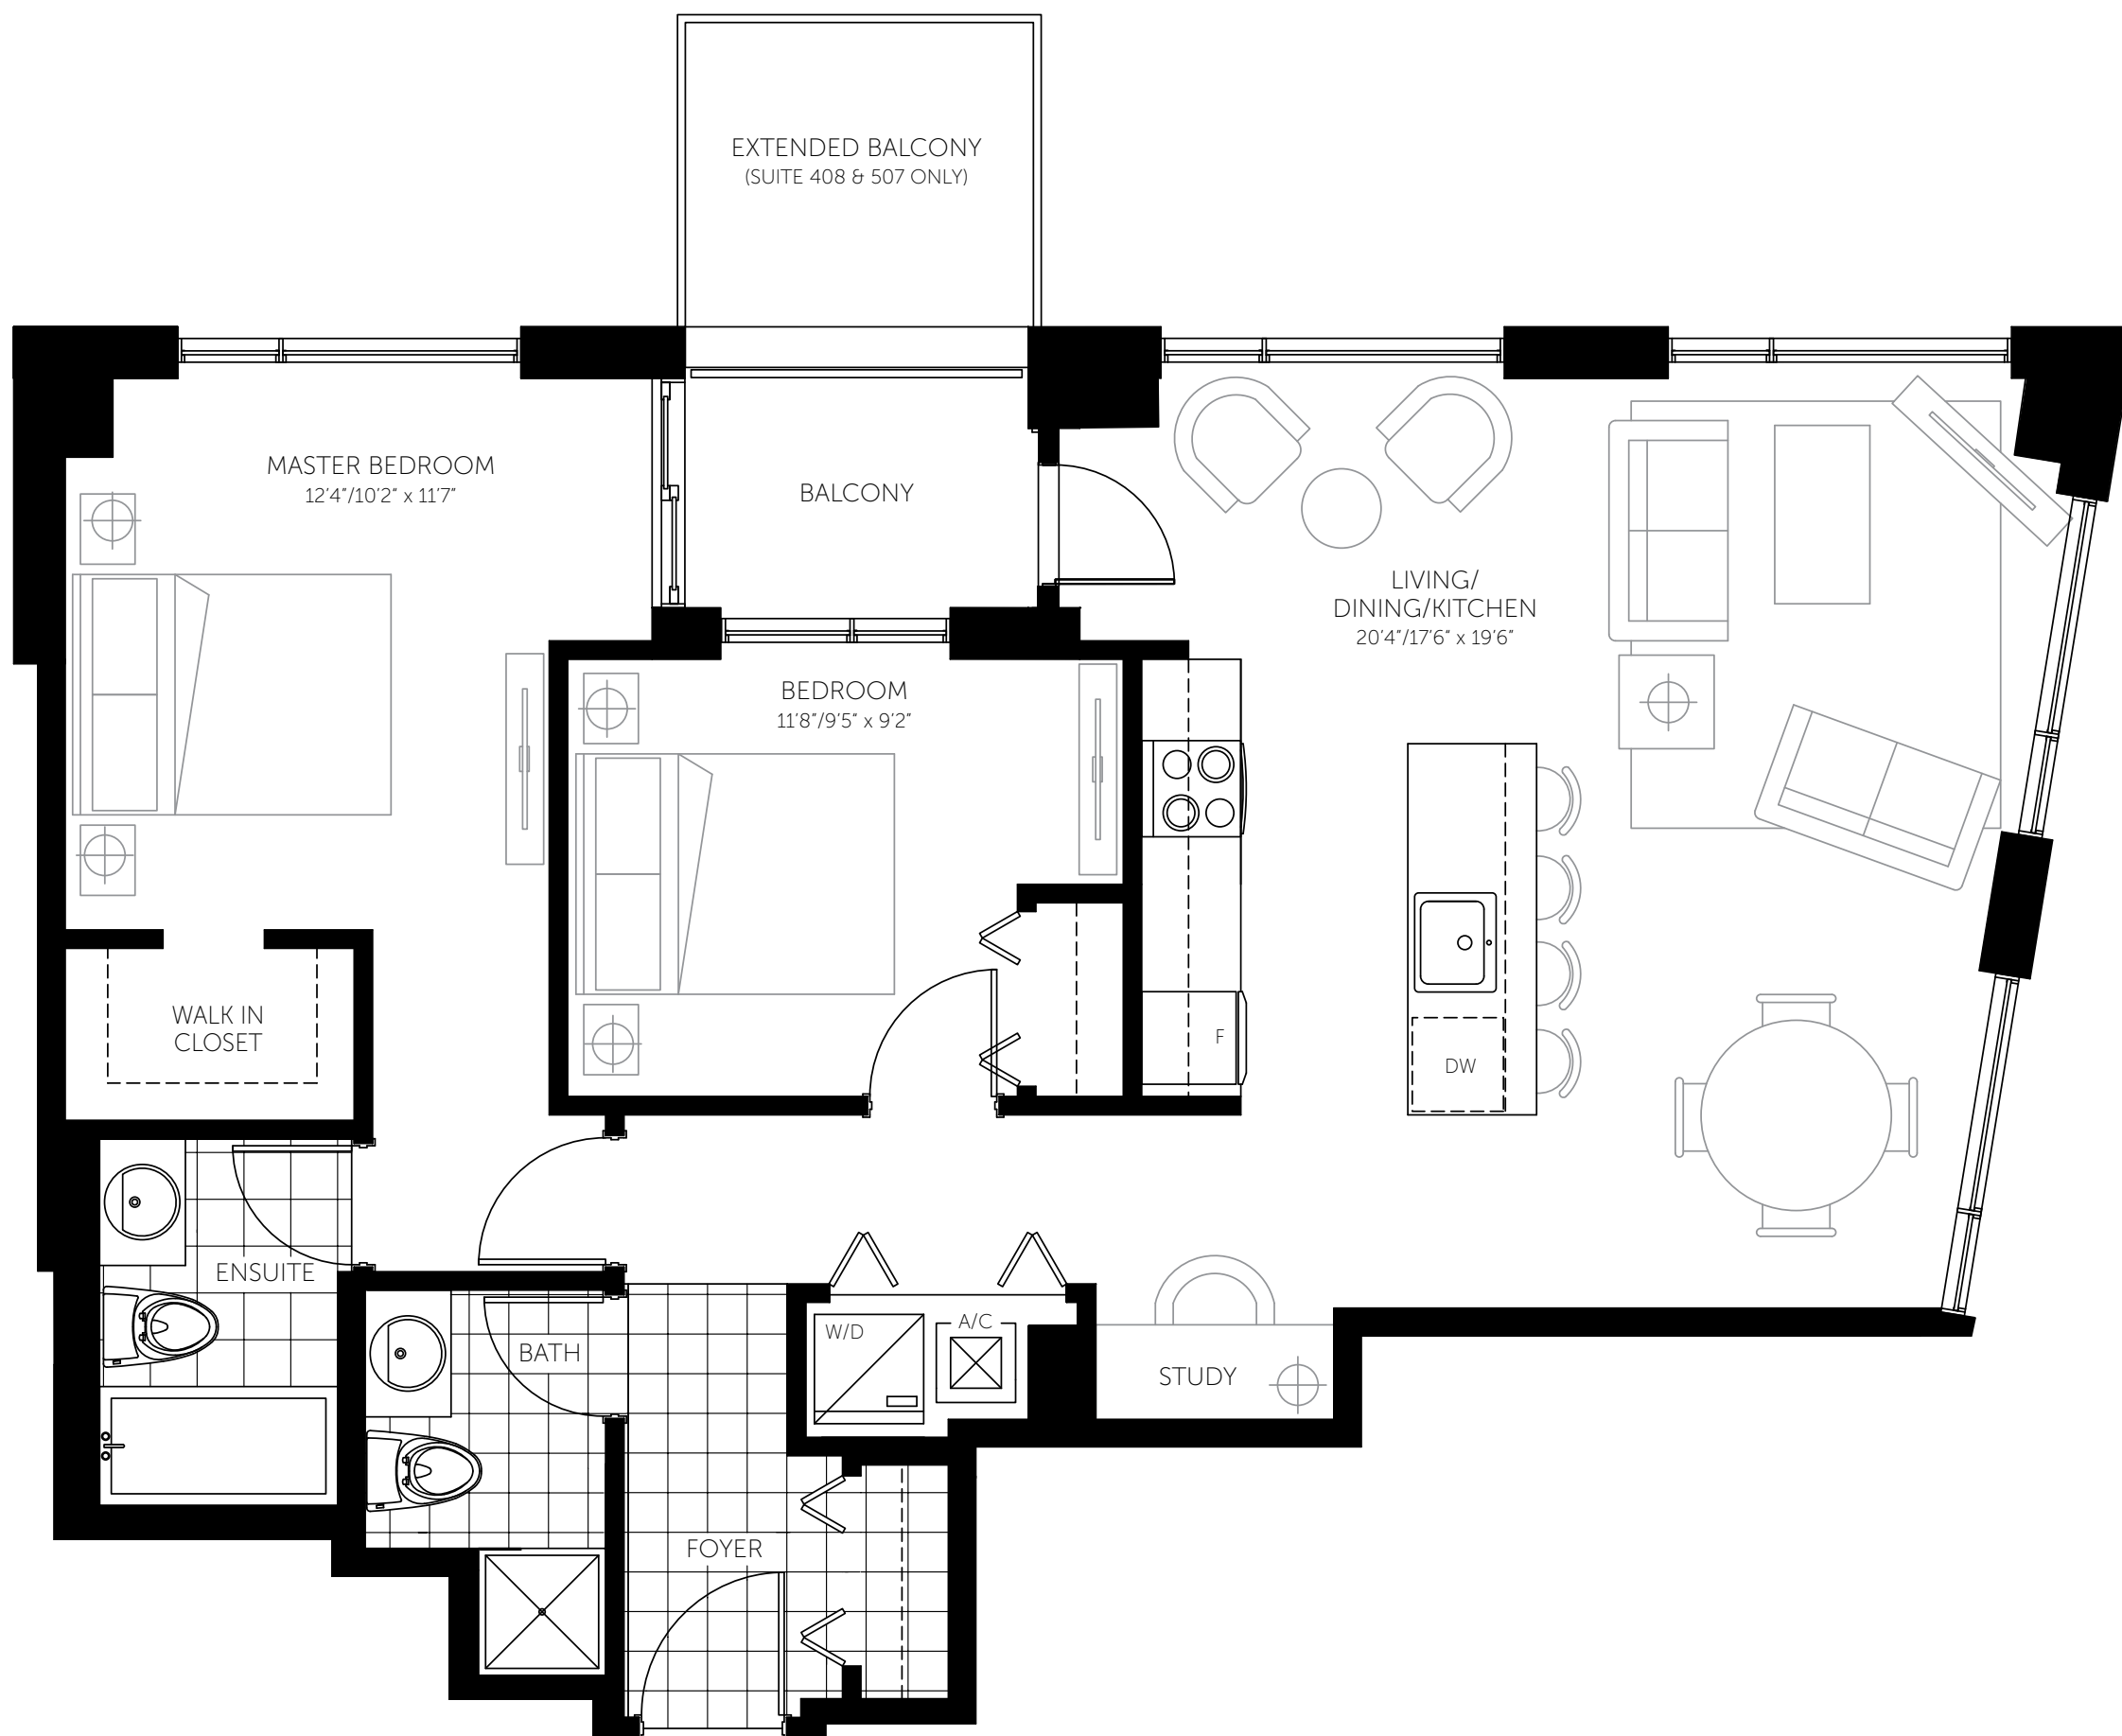 EXTENDED BALCONY
(SUITE 408 & 507 ONLY)
MASTER BEDROOM
12'4"/10'2" x 11'7"
BALCONY
LIVING/
DINING/KITCHEN
20'4"/17'6" x 19'6"
BEDROOM
11'8"/9'5" x 9'2"
WALK IN
CLOSET
F
DW
ENSUITE
BATH
W/D
A/C
STUDY
FOYER